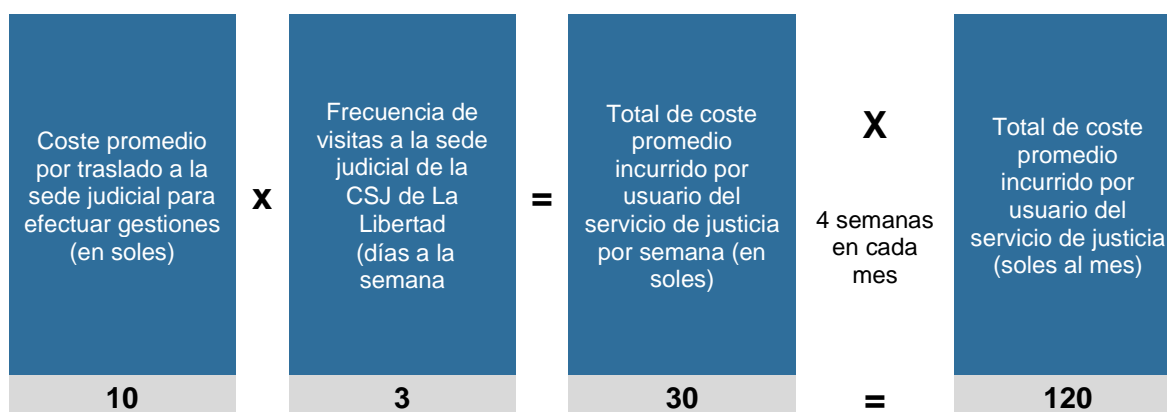 Coste promedio
por traslado a la
sede judicial para
efectuar gestiones
(en soles)
x
Frecuencia de
visitas a la sede
judicial de la
CSJ de La
Libertad
(días a la
semana
=
Total de coste
promedio
incurrido por
usuario del
servicio de justicia
por semana (en
soles)
X
4 semanas
en cada
mes
Total de coste
promedio
incurrido por
usuario del
servicio de justicia
(soles al mes)
10
3
30
=
120